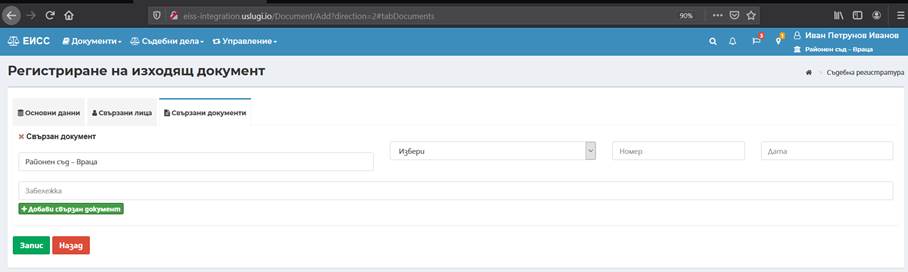 eiss-integration.uslugi.io/Document/Add?direction=2#tabDocuments
90%
ЕИСС Документи Съдебни дела Управление
3
1
Иван Петрунов Иванов
Районен съд – Враца
Регистриране на изходящ документ
Съдебна регистратура
Основни данни Свързани лица Свързани документи
Свързан документ
Районен съд – Враца Избери Номер Дата
Забележка
+ Добави свързан документ
Запис Назад